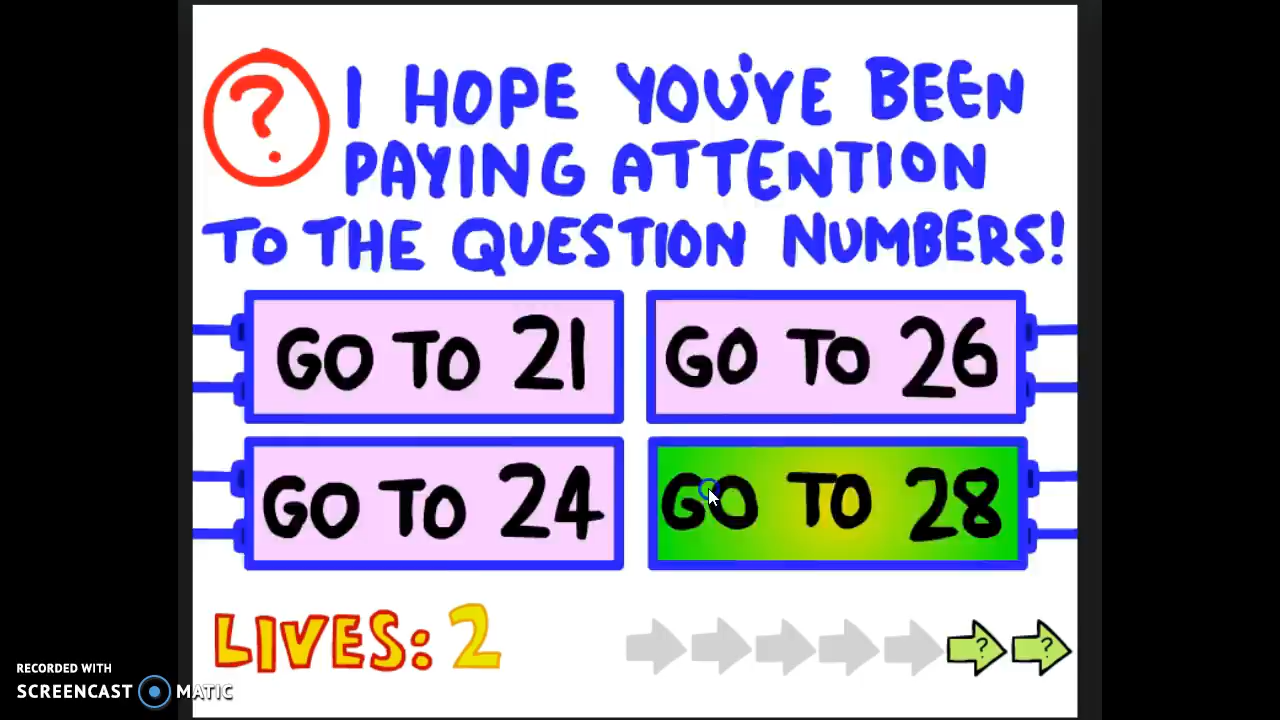 ?
I HOPE YOU'VE BEEN
PAYING ATTENTION
TO THE QUESTION NUMBERS!
GO TO 21
GO TO 26
GO TO 24
GO TO 28
LIVES: 2
? ?
RECORDED WITH
SCREENCAST MATIC